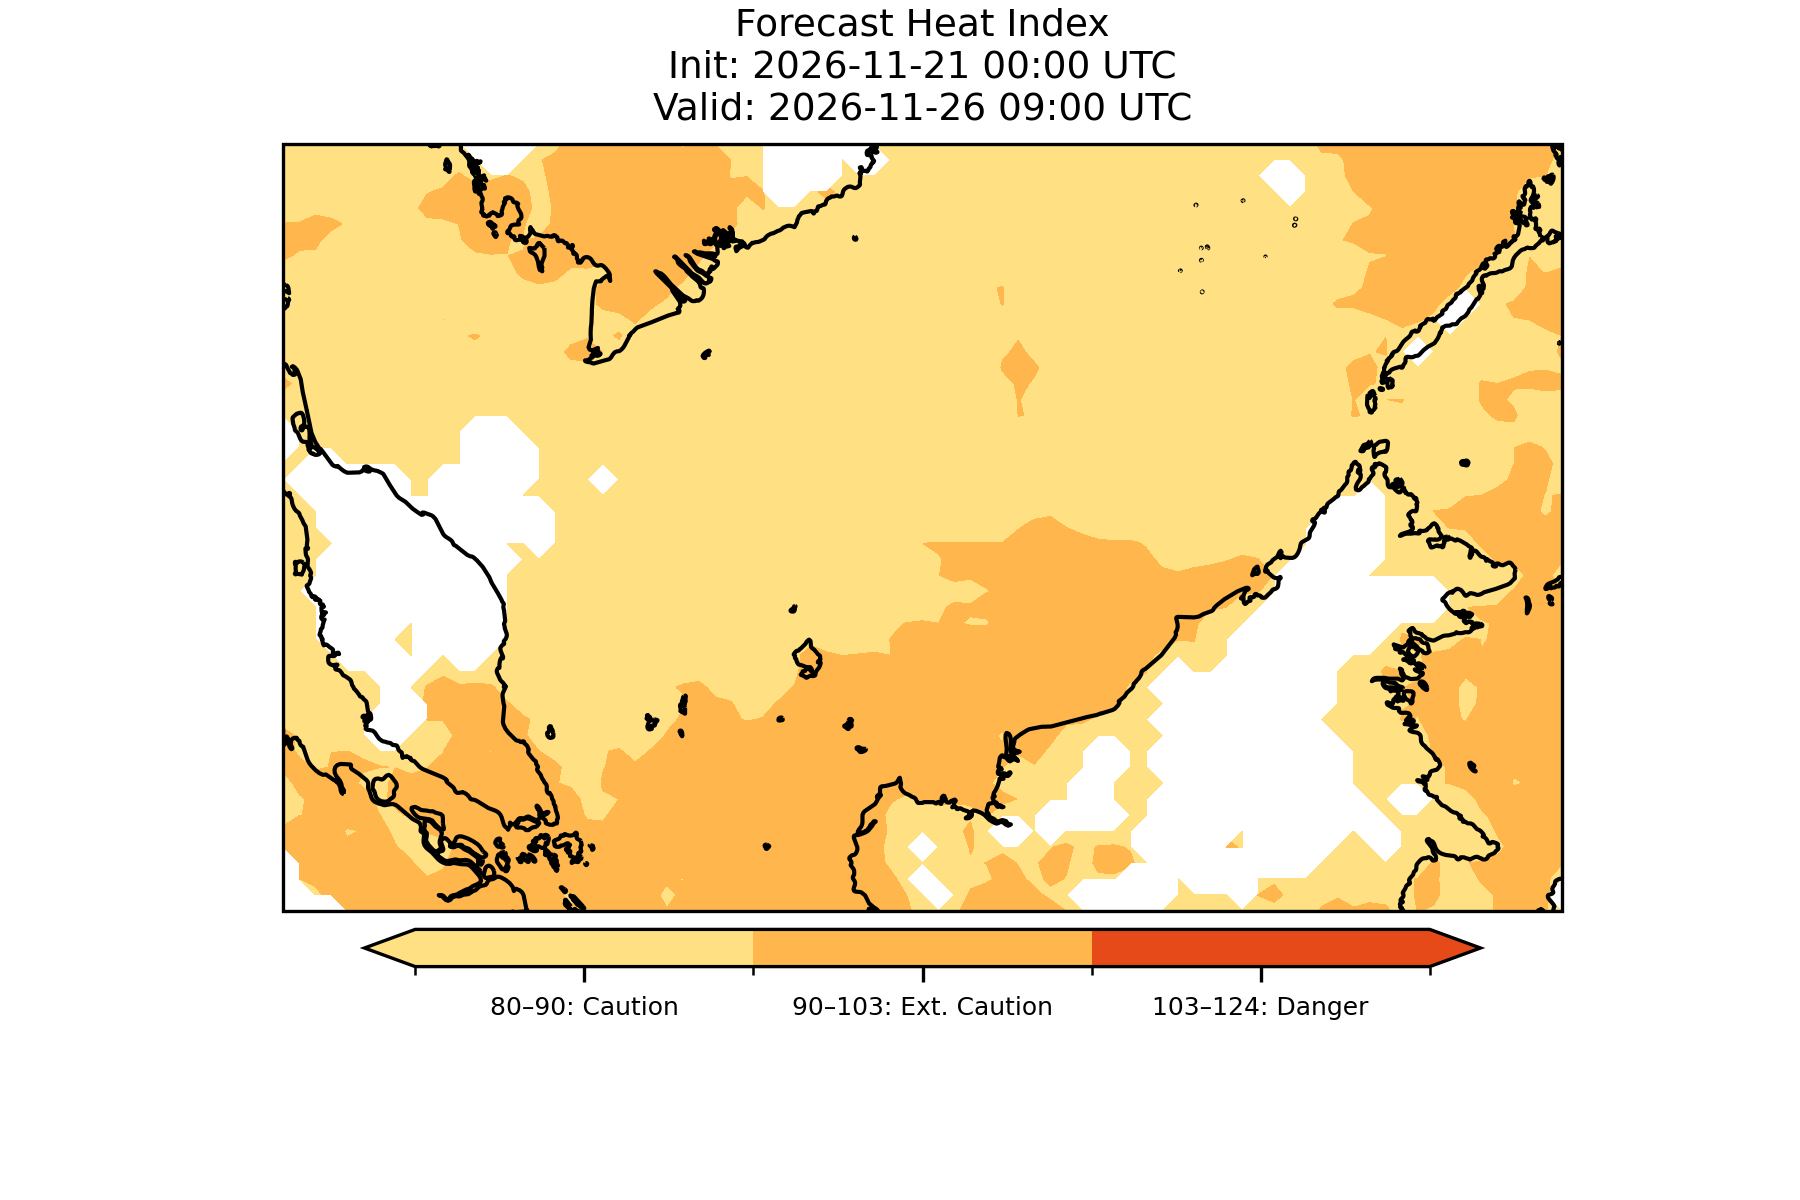 Forecast Heat Index
Init: 2026-11-21 00:00 UTC
Valid: 2026-11-26 09:00 UTC
80–90: Caution
90–103: Ext. Caution
103–124: Danger